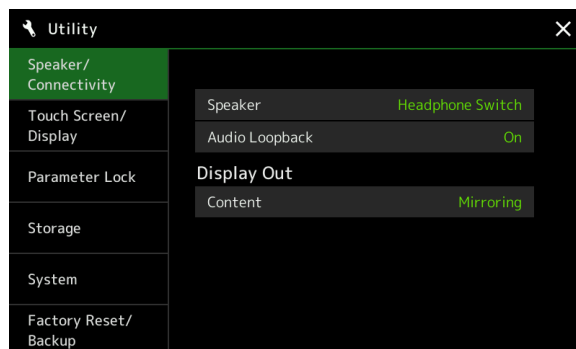 Utility
Speaker/
Connectivity
Touch Screen/
Display
Parameter Lock
Storage
System
Factory Reset/
Backup
Speaker Headphone Switch
Audio Loopback On
Display Out
Content Mirroring